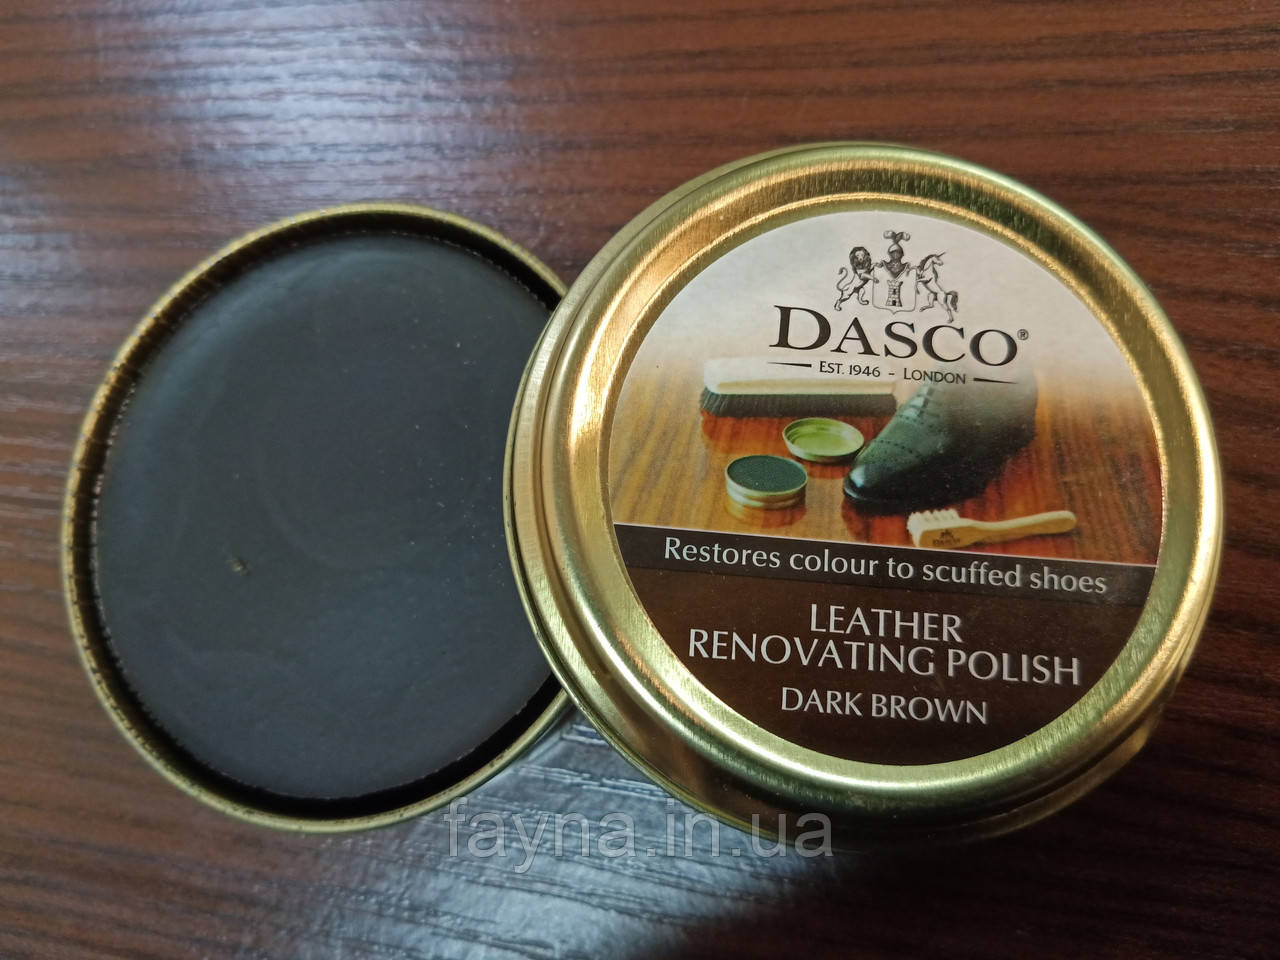 DASCO®
EST. 1946 - LONDON
Restores colour to scuffed shoes
LEATHER
RENOVATING POLISH
DARK BROWN
fayna.in.ua